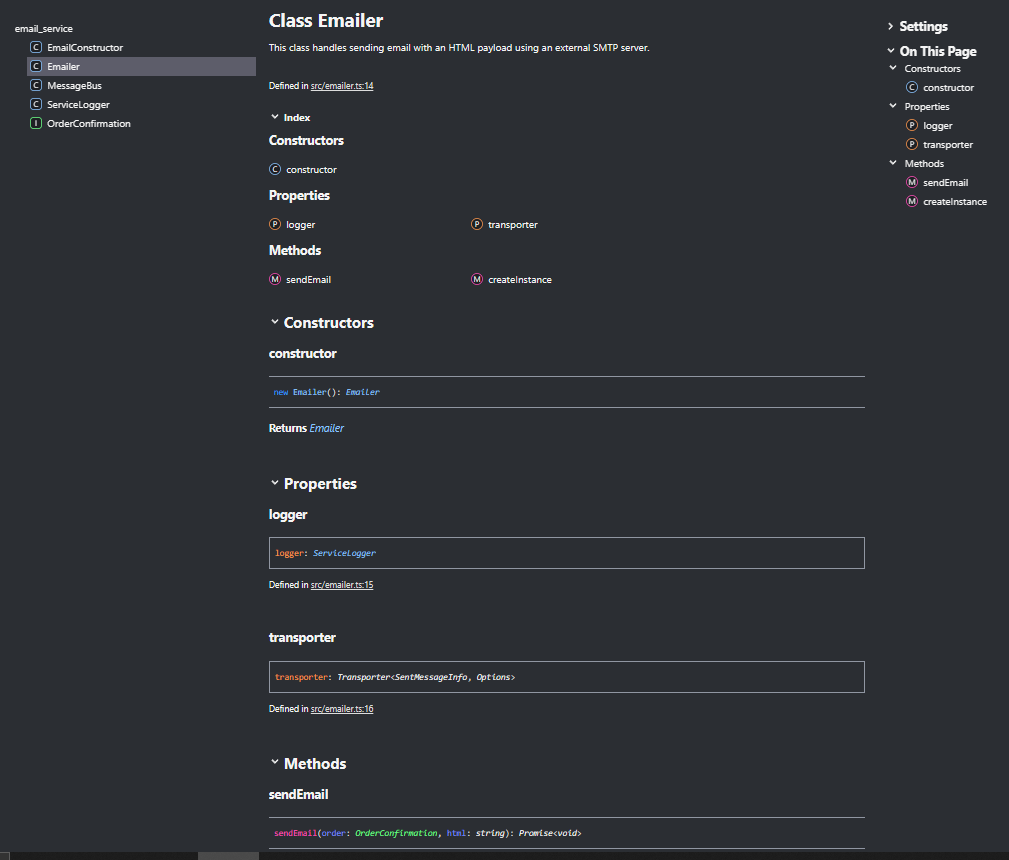 email_service
C EmailConstructor
C Emailer
C MessageBus
C ServiceLogger
I OrderConfirmation
Class Emailer
This class handles sending email with an HTML payload using an external SMTP server.
Defined in src/emailer.ts:14
Index
Constructors
C constructor
Properties
P logger
P transporter
Methods
M sendEmail
M createInstance
Constructors
constructor
new Emailer(): Emailer
Returns Emailer
Properties
logger
logger: ServiceLogger
Defined in src/emailer.ts:15
transporter
transporter: Transporter<SentMessageInfo, Options>
Defined in src/emailer.ts:16
Methods
sendEmail
sendEmail(order: OrderConfirmation, html: string): Promise<void>
Settings
On This Page
Constructors
C constructor
Properties
P logger
P transporter
Methods
M sendEmail
M createInstance